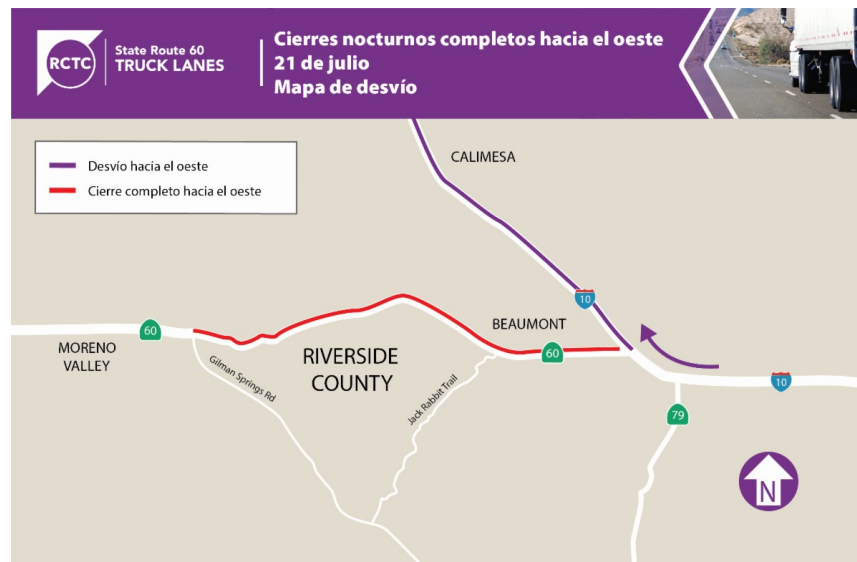 RCTC
State Route 60
TRUCK LANES
Cierres nocturnos completos hacia el oeste
21 de julio
Mapa de desvío
Desvío hacia el oeste
Cierre completo hacia el oeste
CALIMESA
10
BEAUMONT
60
MORENO
VALLEY
Gilman Springs Rd
RIVERSIDE
COUNTY
Jack Rabbit Trail
60
10
79
N